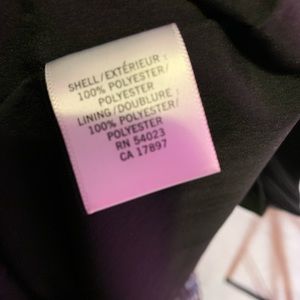 SHELL/EXTÉRIEUR :
100% POLYESTER/
POLYESTER
LINING/DOUBLURE :
100% POLYESTER/
POLYESTER
RN 54023
CA 17897